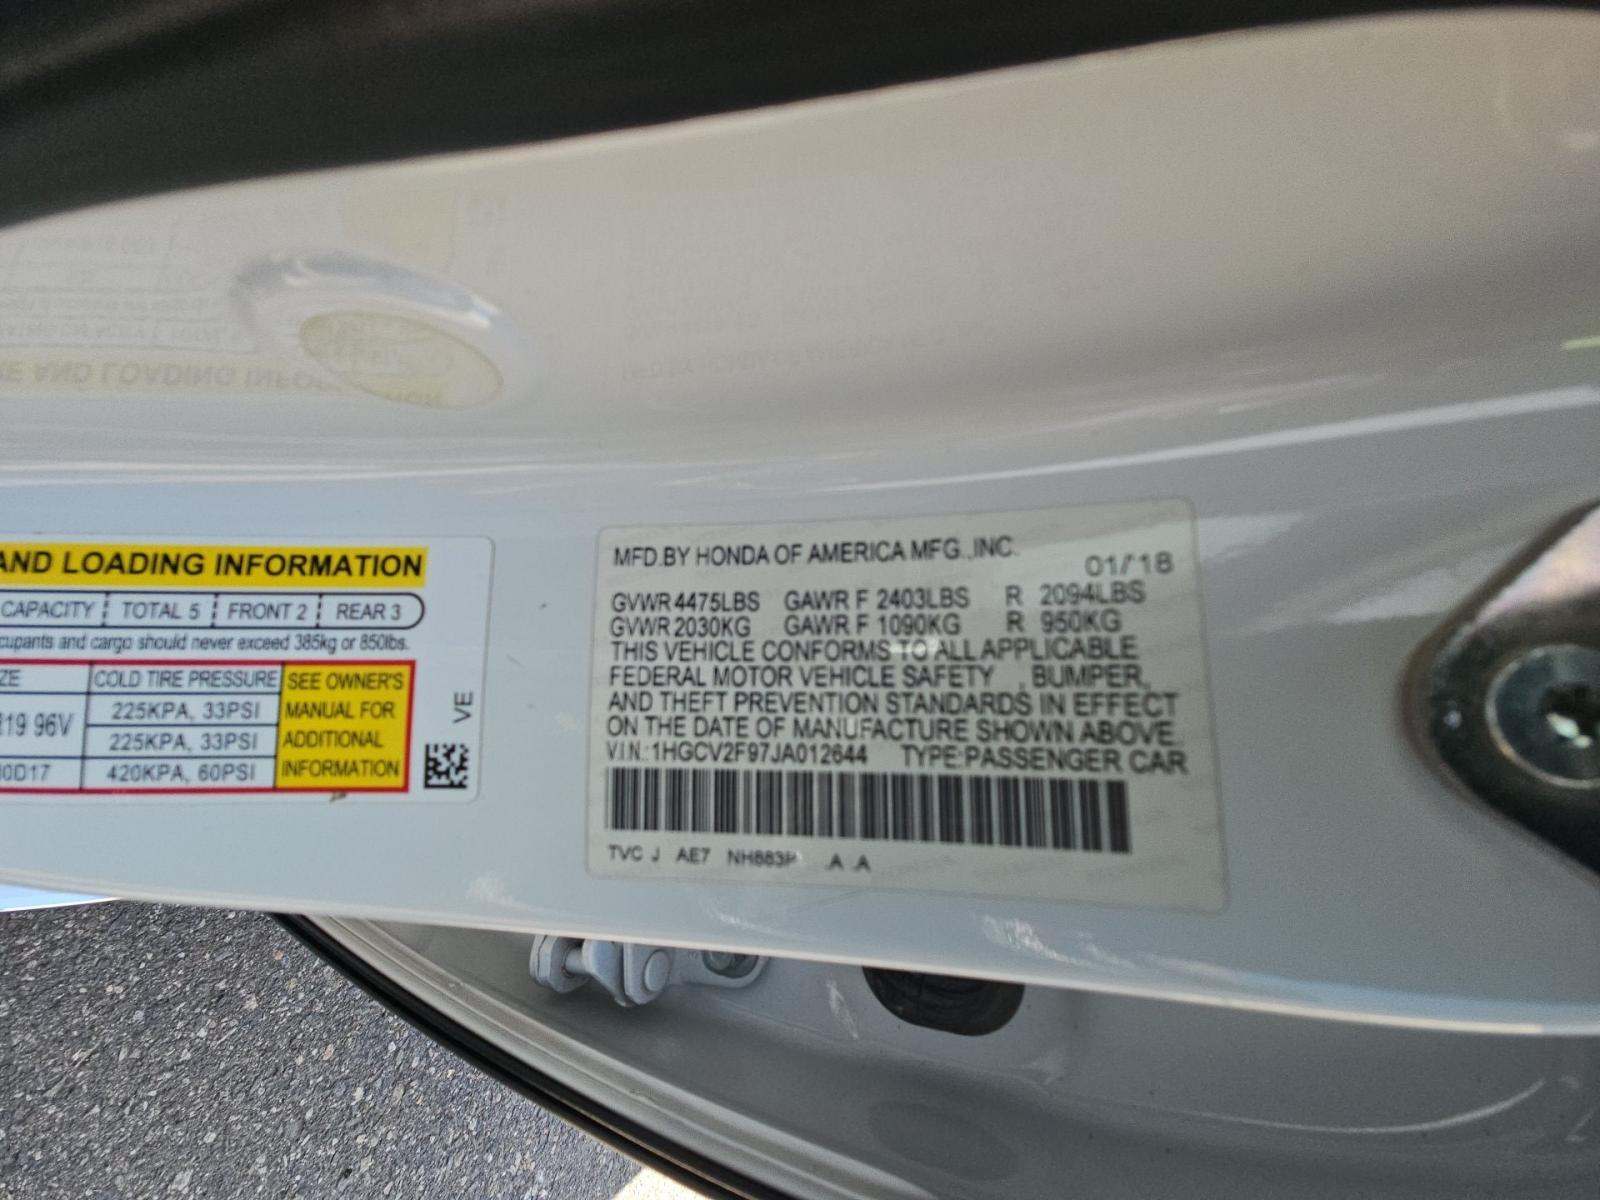 AND LOADING INFORMATION
CAPACITY TOTAL 5 FRONT 2 REAR 3
cupants and cargo should never exceed 385kg or 850lbs.
ZE COLD TIRE PRESSURE SEE OWNER'S
225KPA, 33PSI MANUAL FOR
R19 96V
225KPA, 33PSI ADDITIONAL
80D17 420KPA, 60PSI INFORMATION
VE
MFD.BY HONDA OF AMERICA MFG.,INC.
01/'18
GVWR 4475LBS GAWR F 2403LBS R 2094LBS
GVWR 2030KG GAWR F 1090KG R 950KG
THIS VEHICLE CONFORMS TO ALL APPLICABLE
FEDERAL MOTOR VEHICLE SAFETY , BUMPER,
AND THEFT PREVENTION STANDARDS IN EFFECT
ON THE DATE OF MANUFACTURE SHOWN ABOVE.
V.I.N.:1HGCV2F97JA012644 TYPE:PASSENGER CAR
TVC J AE7 NH883P .A .A